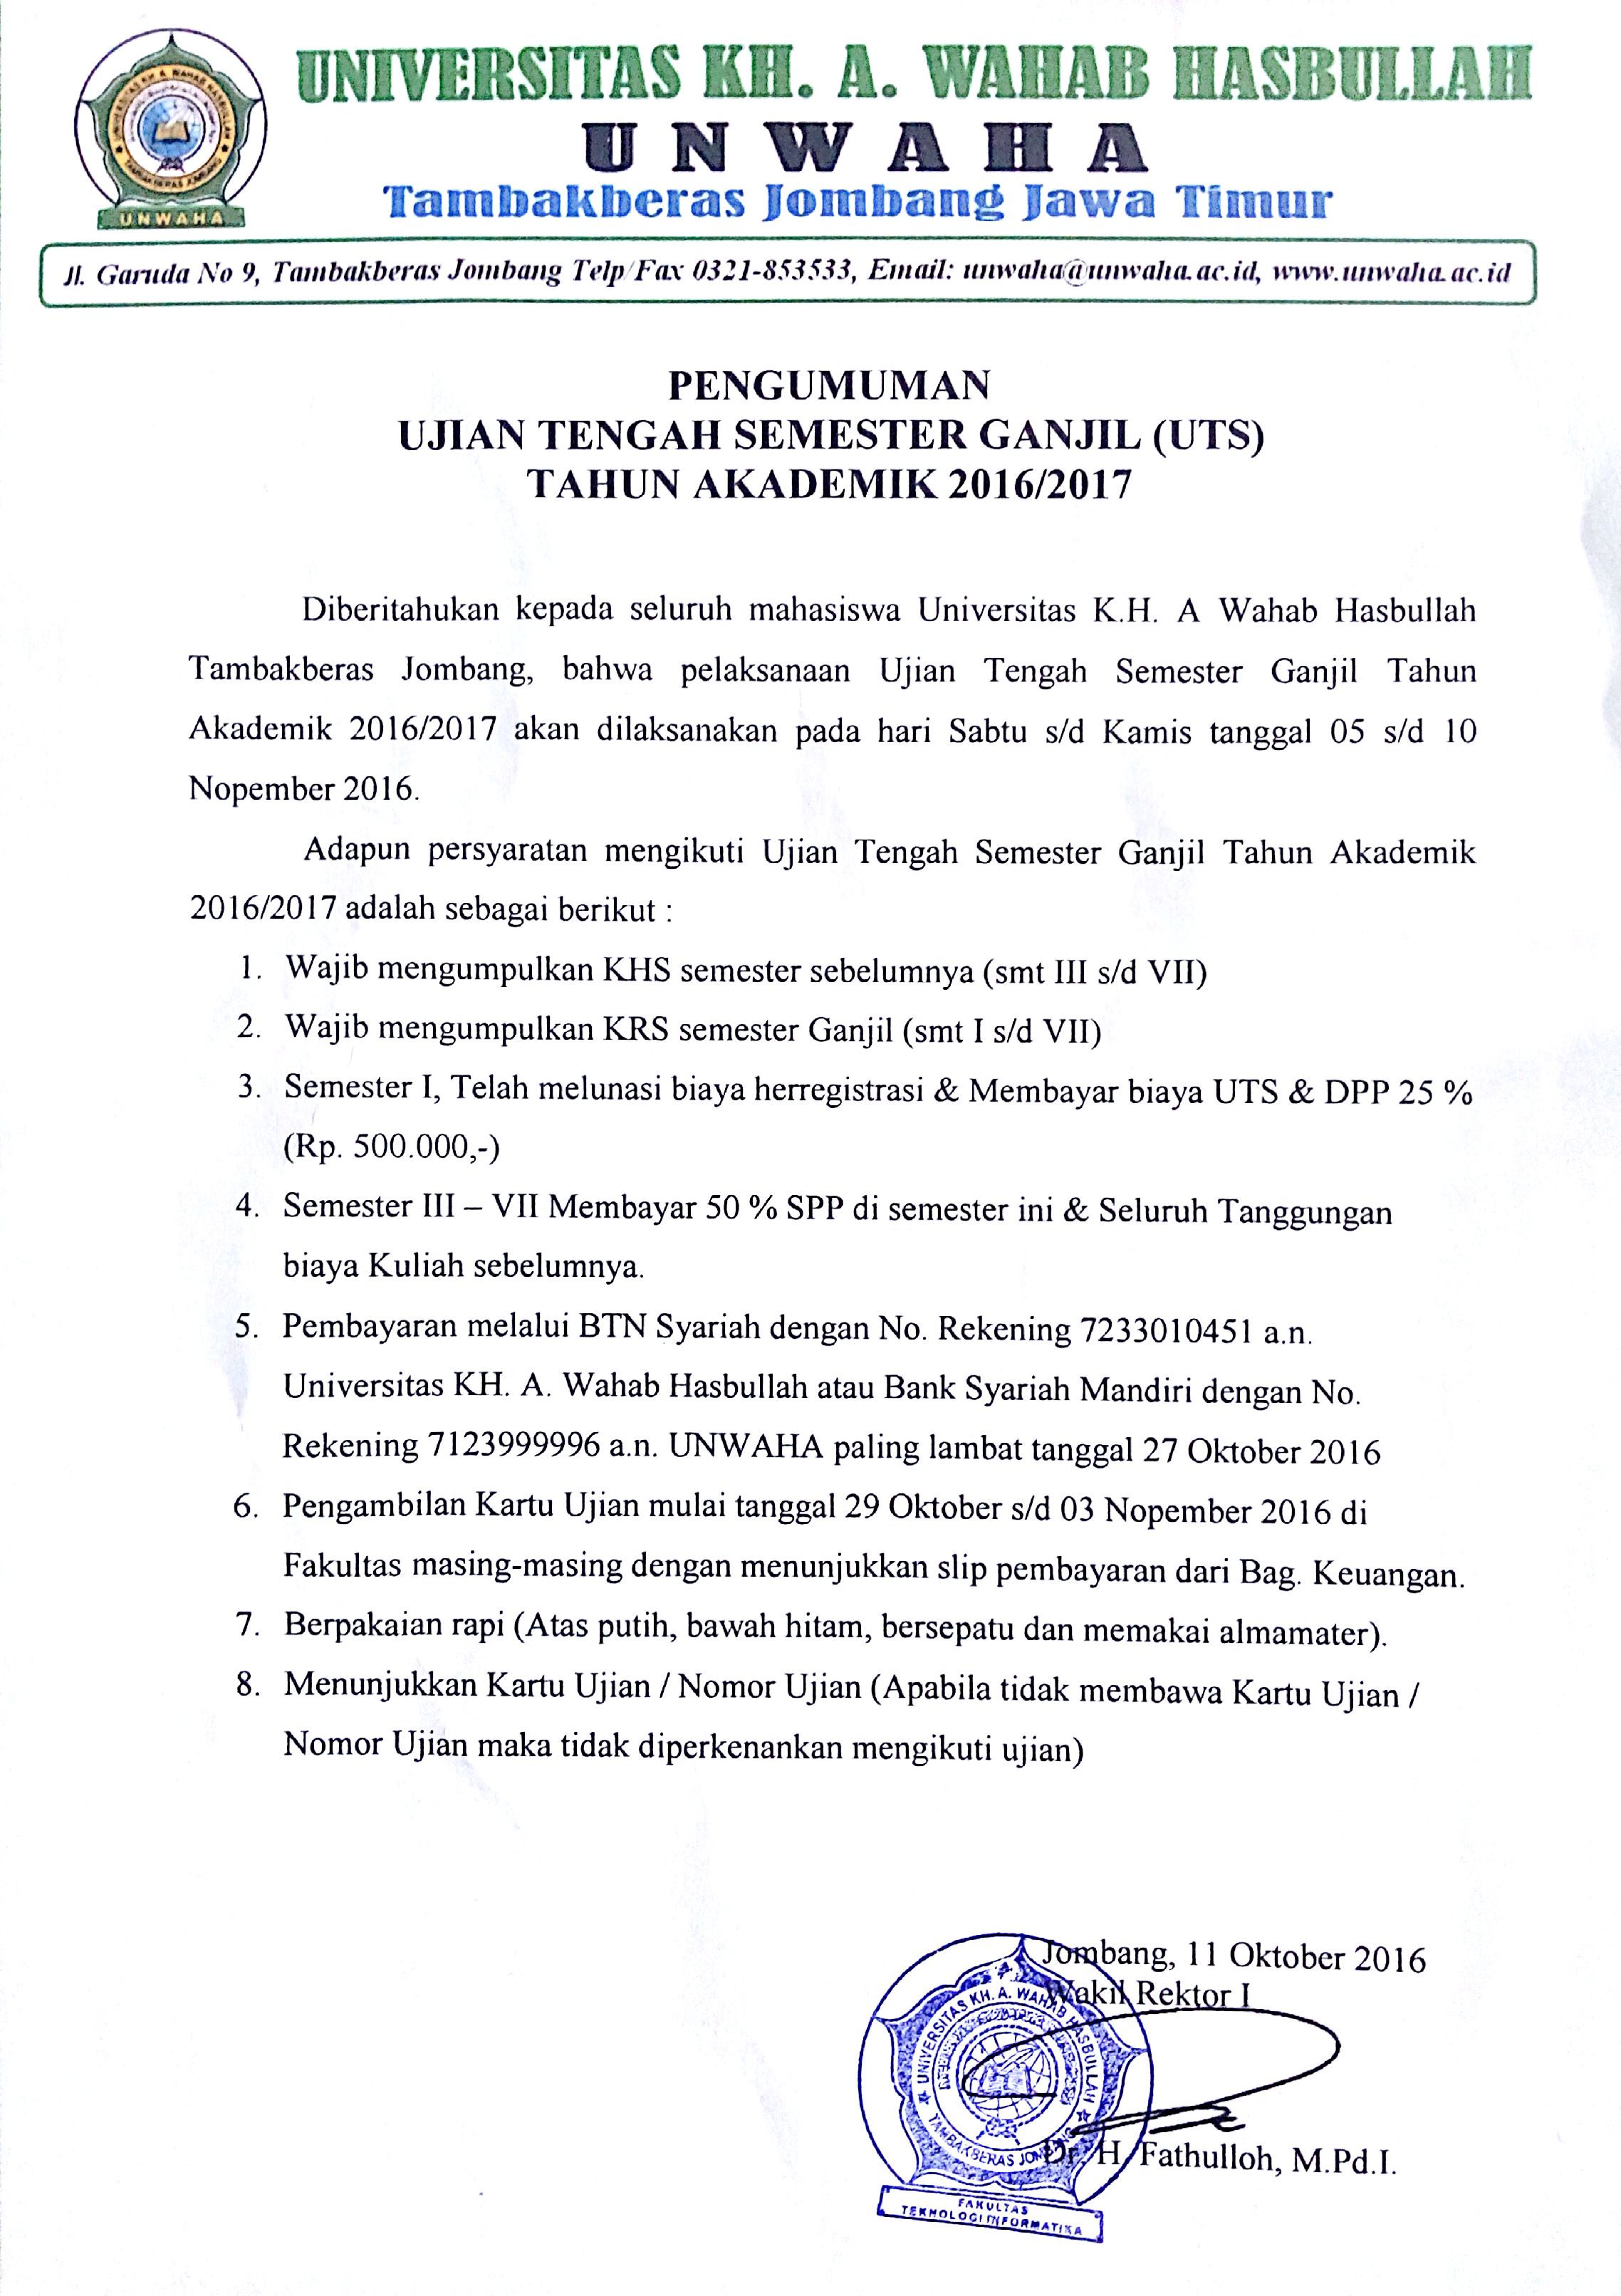 UNIVERSITAS KH. A. WAHAB HASBULLAH
UNWAHA
Tambakberas Jombang Jawa Timur
UNIVERSITAS KH. A. WAHAB HASBULLAH
TAMBAKBERAS JOMBANG
UNWAHA
Jl. Garuda No 9, Tambakberas Jombang Telp/Fax 0321-853533, Email: unwaha@unwaha.ac.id, www.unwaha.ac.id
PENGUMUMAN
UJIAN TENGAH SEMESTER GANJIL (UTS)
TAHUN AKADEMIK 2016/2017
Diberitahukan kepada seluruh mahasiswa Universitas K.H. A Wahab Hasbullah
Tambakberas Jombang, bahwa pelaksanaan Ujian Tengah Semester Ganjil Tahun
Akademik 2016/2017 akan dilaksanakan pada hari Sabtu s/d Kamis tanggal 05 s/d 10
Nopember 2016.
Adapun persyaratan mengikuti Ujian Tengah Semester Ganjil Tahun Akademik
2016/2017 adalah sebagai berikut :
1. Wajib mengumpulkan KHS semester sebelumnya (smt III s/d VII)
2. Wajib mengumpulkan KRS semester Ganjil (smt I s/d VII)
3. Semester I, Telah melunasi biaya herregistrasi & Membayar biaya UTS & DPP 25 %
(Rp. 500.000,-)
4. Semester III – VII Membayar 50 % SPP di semester ini & Seluruh Tanggungan
biaya Kuliah sebelumnya.
5. Pembayaran melalui BTN Syariah dengan No. Rekening 7233010451 a.n.
Universitas KH. A. Wahab Hasbullah atau Bank Syariah Mandiri dengan No.
Rekening 7123999996 a.n. UNWAHA paling lambat tanggal 27 Oktober 2016
6. Pengambilan Kartu Ujian mulai tanggal 29 Oktober s/d 03 Nopember 2016 di
Fakultas masing-masing dengan menunjukkan slip pembayaran dari Bag. Keuangan.
7. Berpakaian rapi (Atas putih, bawah hitam, bersepatu dan memakai almamater).
8. Menunjukkan Kartu Ujian / Nomor Ujian (Apabila tidak membawa Kartu Ujian /
Nomor Ujian maka tidak diperkenankan mengikuti ujian)
Jombang, 11 Oktober 2016
Wakil Rektor I
UNIVERSITAS KH. A. WAHAB HASBULLAH
TAMBAKBERAS JOMBANG
Dr. H. Fathulloh, M.Pd.I.
FAKULTAS
TEKNOLOGI INFORMATIKA